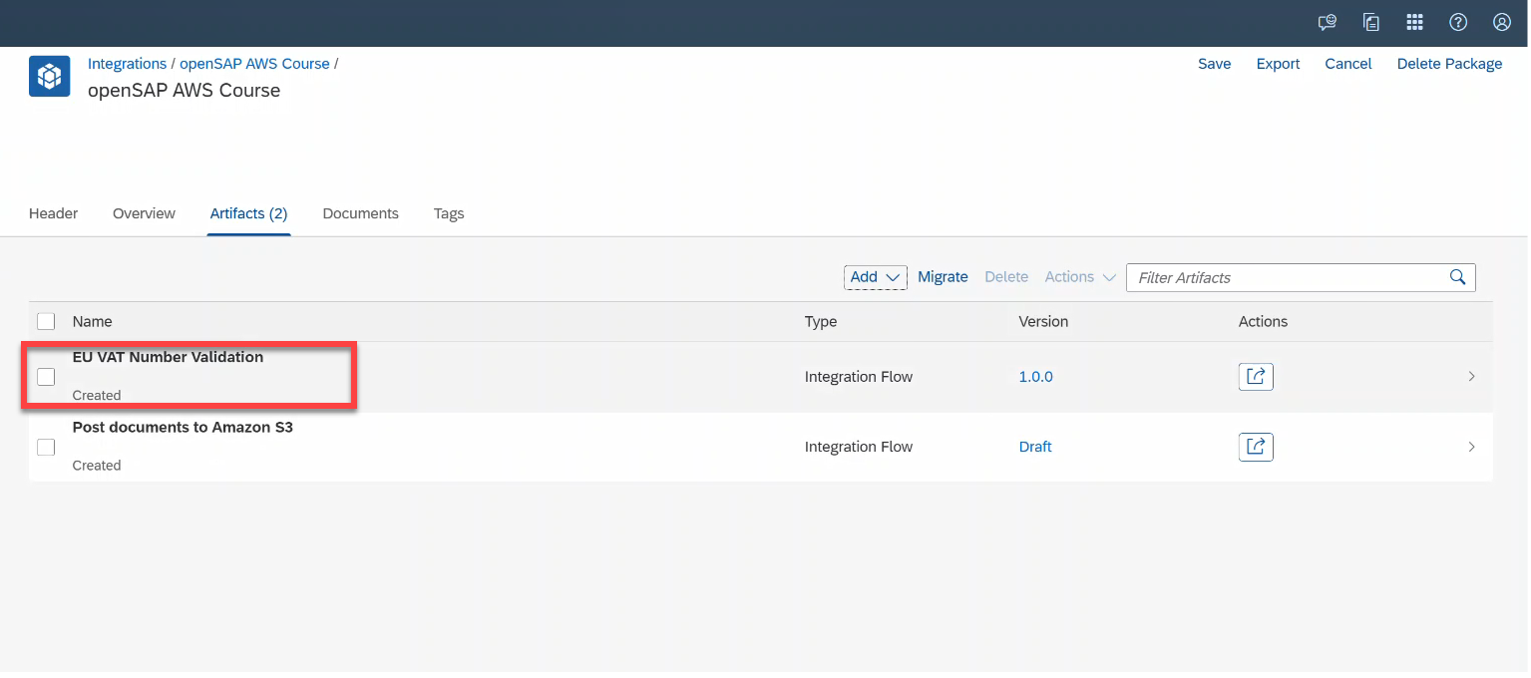 Integrations / openSAP AWS Course /
openSAP AWS Course
Save Export Cancel Delete Package
Header Overview Artifacts (2) Documents Tags
Add Migrate Delete Actions Filter Artifacts
Name Type Version Actions
EU VAT Number Validation
Created
Integration Flow 1.0.0
Post documents to Amazon S3
Created
Integration Flow Draft